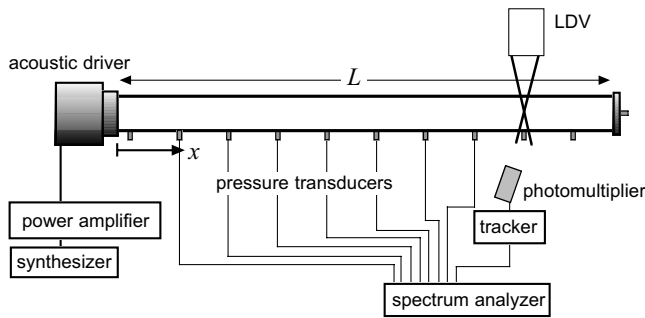 LDV
acoustic driver
L
x
pressure transducers
photomultiplier
power amplifier
tracker
synthesizer
spectrum analyzer